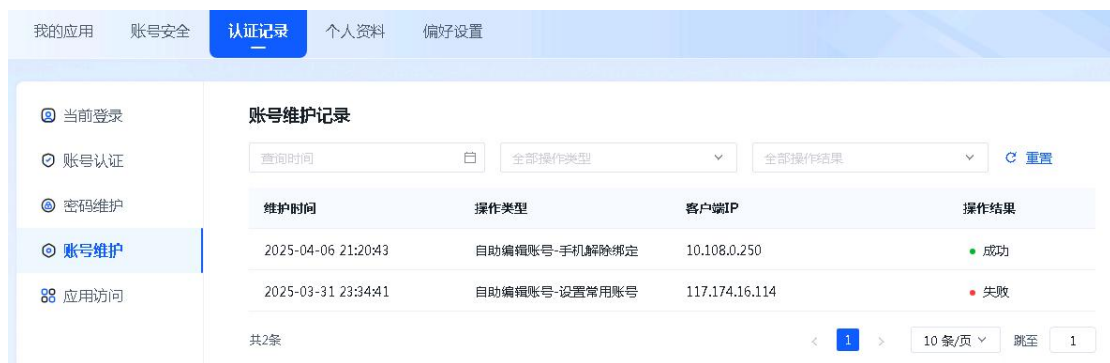 我的应用 账号安全 认证记录 个人资料 偏好设置
当前登录
账号认证
密码维护
账号维护
应用访问
账号维护记录
查询时间 全部操作类型 全部操作结果 重置
维护时间 操作类型 客户端IP 操作结果
2025-04-06 21:20:43 自助编辑账号-手机解除绑定 10.108.0.250 成功
2025-03-31 23:34:41 自助编辑账号-设置常用账号 117.174.16.114 失败
共2条 < 1 > 10 条/页 跳至 1